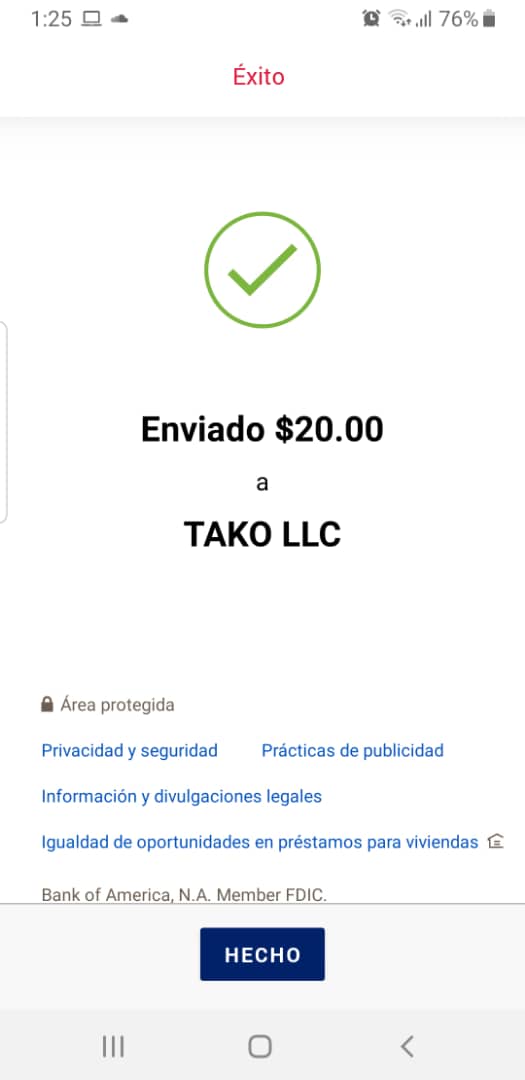 1:25 76%
Éxito
Enviado $20.00
a
TAKO LLC
Área protegida
Privacidad y seguridad Prácticas de publicidad
Información y divulgaciones legales
Igualdad de oportunidades en préstamos para viviendas
Bank of America, N.A. Member FDIC.
HECHO